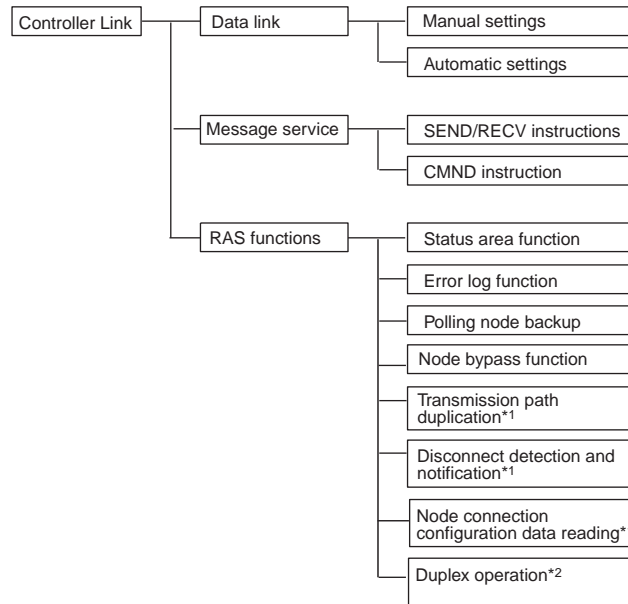 Controller Link
Data link
Manual settings
Automatic settings
Message service
SEND/RECV instructions
CMND instruction
RAS functions
Status area function
Error log function
Polling node backup
Node bypass function
Transmission path
duplication*1
Disconnect detection and
notification*1
Node connection
configuration data reading*
Duplex operation*2